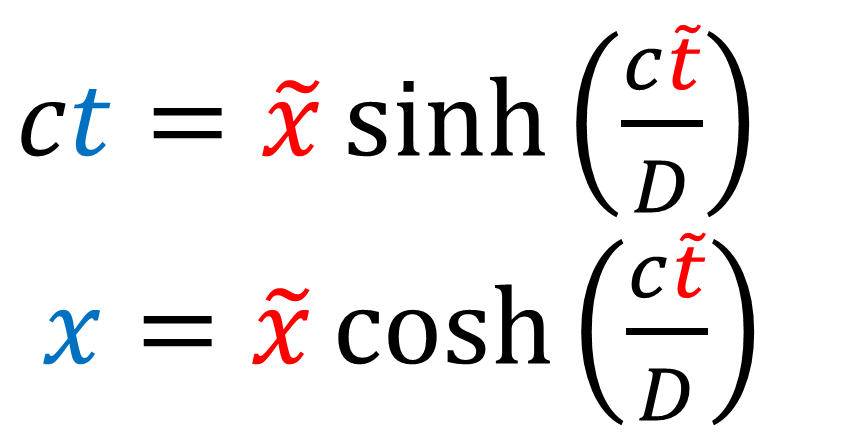 ct = x̃ sinh(ct̃/D)
x = x̃ cosh(ct̃/D)